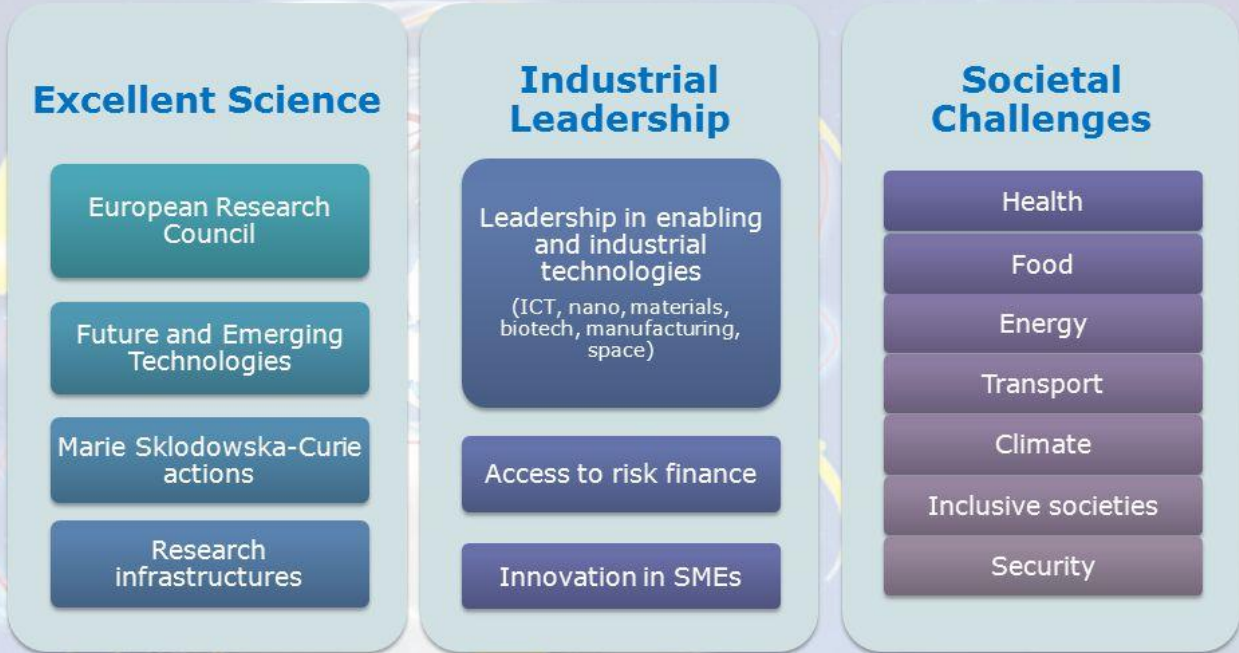 Excellent Science
European Research
Council
Future and Emerging
Technologies
Marie Sklodowska-Curie
actions
Research
infrastructures
Industrial
Leadership
Leadership in enabling
and industrial
technologies
(ICT, nano, materials,
biotech, manufacturing,
space)
Access to risk finance
Innovation in SMEs
Societal
Challenges
Health
Food
Energy
Transport
Climate
Inclusive societies
Security